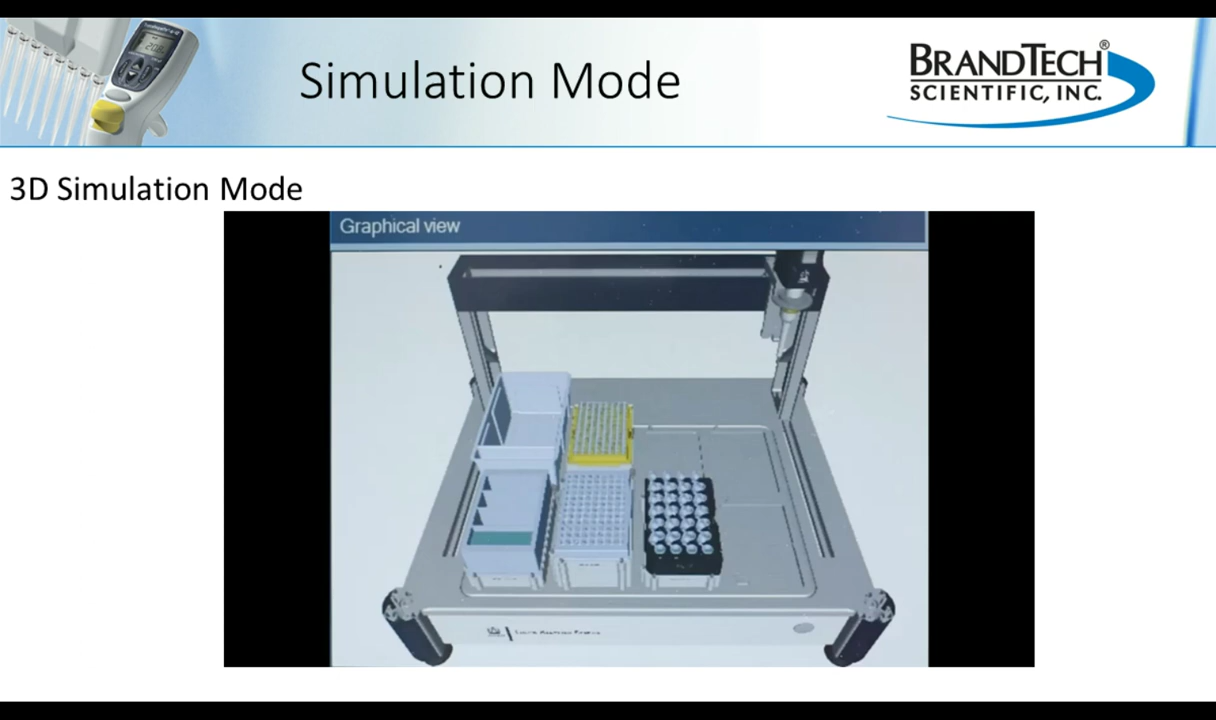 Simulation Mode
BRANDTECH®
SCIENTIFIC, INC.
3D Simulation Mode
Graphical view